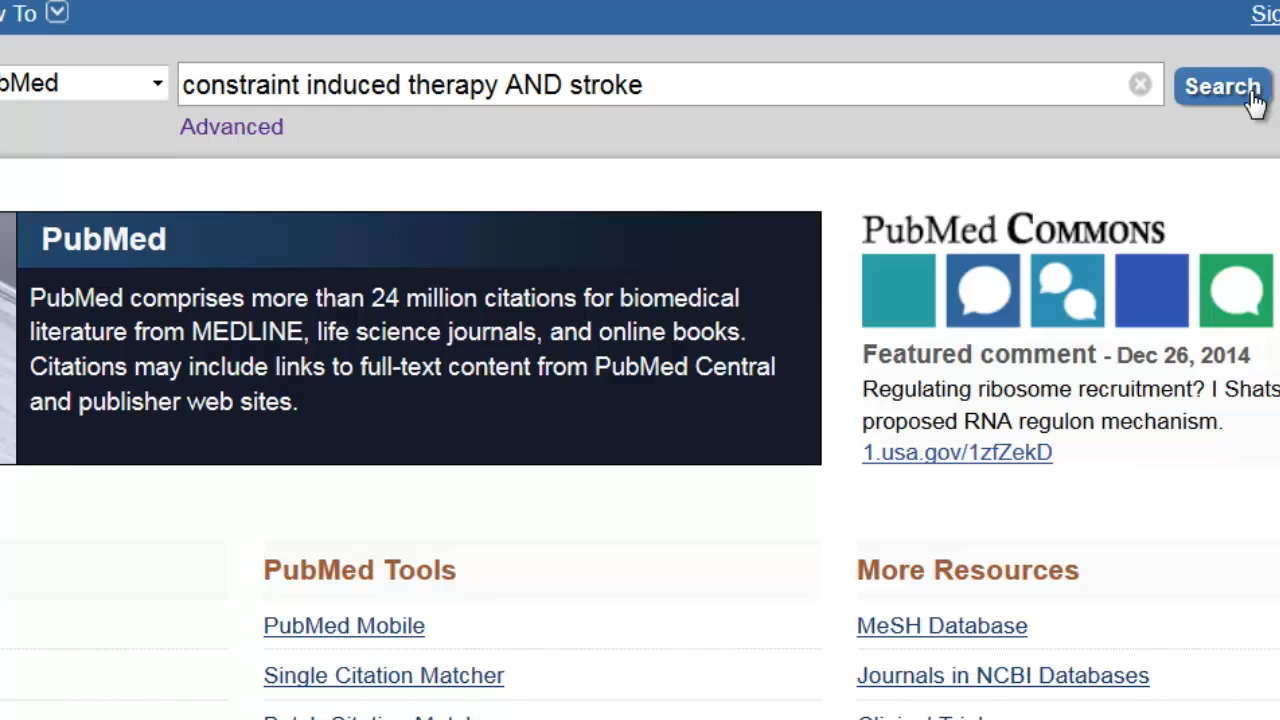 w To
Sig
bMed
constraint induced therapy AND stroke
Search
Advanced
PubMed
PubMed comprises more than 24 million citations for biomedical
literature from MEDLINE, life science journals, and online books.
Citations may include links to full-text content from PubMed Central
and publisher web sites.
PubMed COMMONS
Featured comment - Dec 26, 2014
Regulating ribosome recruitment? I Shats
proposed RNA regulon mechanism.
1.usa.gov/1zfZekD
PubMed Tools
PubMed Mobile
Single Citation Matcher
More Resources
MeSH Database
Journals in NCBI Databases